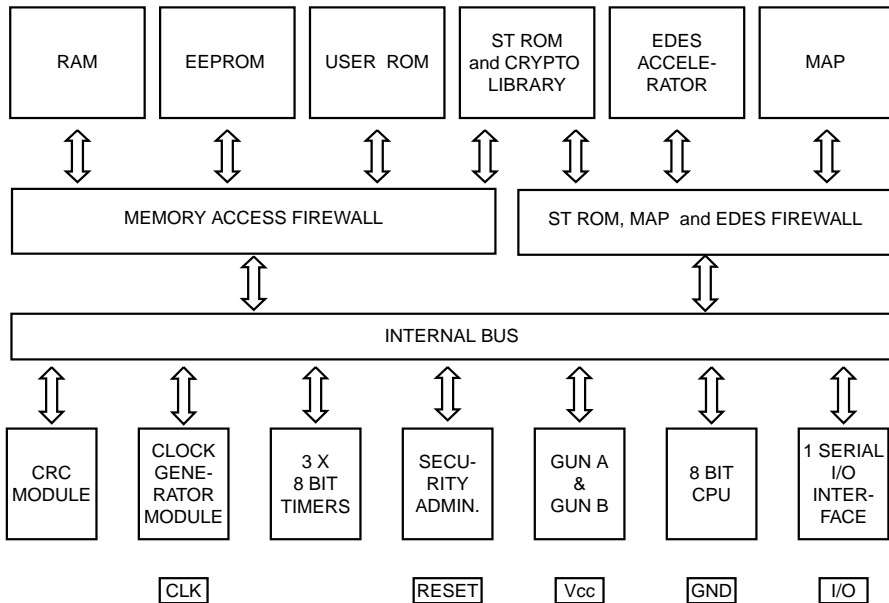 RAM
EEPROM
USER ROM
ST ROM
and CRYPTO
LIBRARY
EDES
ACCELE-
RATOR
MAP
MEMORY ACCESS FIREWALL
ST ROM, MAP and EDES FIREWALL
INTERNAL BUS
CRC
MODULE
CLOCK
GENE-
RATOR
MODULE
3 X
8 BIT
TIMERS
SECU-
RITY
ADMIN.
GUN A
&
GUN B
8 BIT
CPU
1 SERIAL
I/O
INTER-
FACE
CLK
RESET
Vcc
GND
I/O